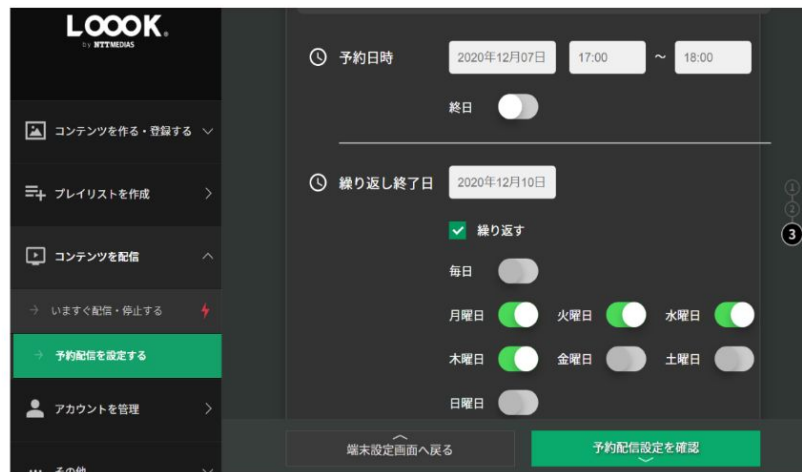 LOOOK.
by NTTMEDIAS
コンテンツを作る・登録する
プレイリストを作成
コンテンツを配信
いますぐ配信・停止する
予約配信を設定する
アカウントを管理
その他
予約日時 2020年12月07日 17:00 ～ 18:00
終日
繰り返し終了日 2020年12月10日
繰り返す
毎日
月曜日 火曜日 水曜日
木曜日 金曜日 土曜日
日曜日
端末設定画面へ戻る 予約配信設定を確認
1
2
3